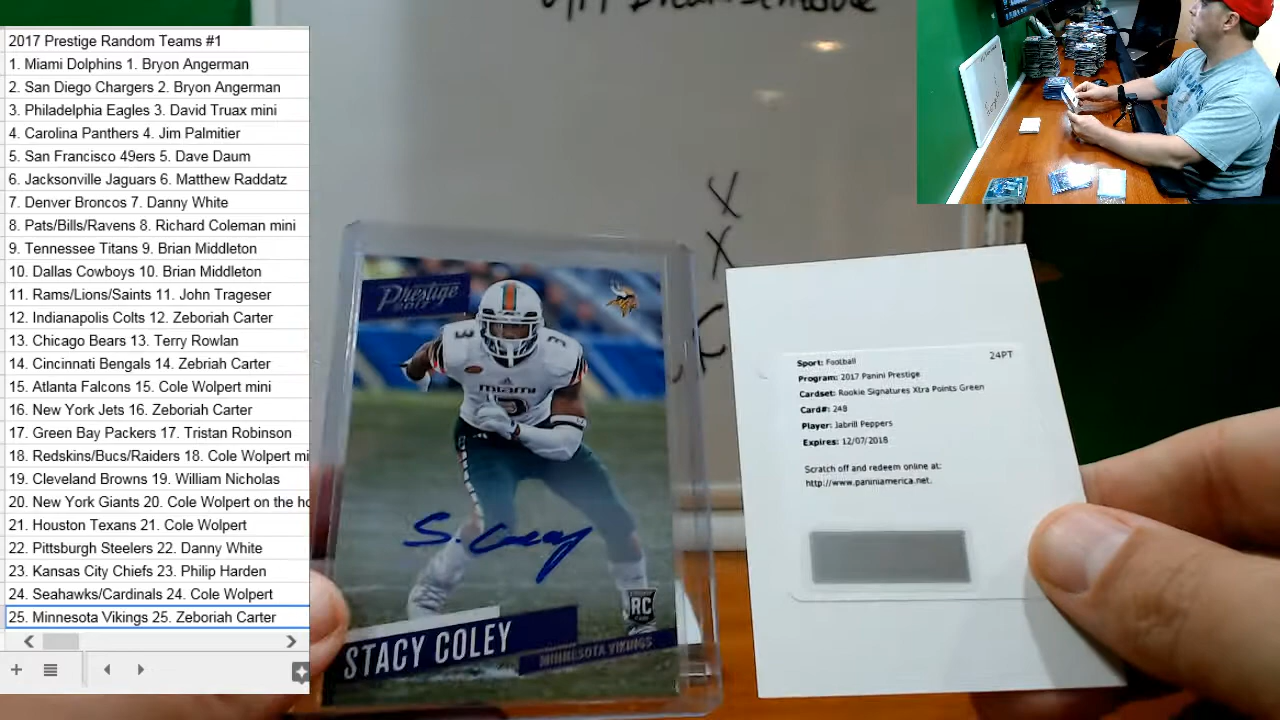 2017 Prestige Random Teams #1
1. Miami Dolphins 1. Bryon Angerman
2. San Diego Chargers 2. Bryon Angerman
3. Philadelphia Eagles 3. David Truax mini
4. Carolina Panthers 4. Jim Palmitier
5. San Francisco 49ers 5. Dave Daum
6. Jacksonville Jaguars 6. Matthew Raddatz
7. Denver Broncos 7. Danny White
8. Pats/Bills/Ravens 8. Richard Coleman mini
9. Tennessee Titans 9. Brian Middleton
10. Dallas Cowboys 10. Brian Middleton
11. Rams/Lions/Saints 11. John Trageser
12. Indianapolis Colts 12. Zeboriah Carter
13. Chicago Bears 13. Terry Rowlan
14. Cincinnati Bengals 14. Zebriah Carter
15. Atlanta Falcons 15. Cole Wolpert mini
16. New York Jets 16. Zeboriah Carter
17. Green Bay Packers 17. Tristan Robinson
18. Redskins/Bucs/Raiders 18. Cole Wolpert mi
19. Cleveland Browns 19. William Nicholas
20. New York Giants 20. Cole Wolpert on the ho
21. Houston Texans 21. Cole Wolpert
22. Pittsburgh Steelers 22. Danny White
23. Kansas City Chiefs 23. Philip Harden
24. Seahawks/Cardinals 24. Cole Wolpert
25. Minnesota Vikings 25. Zeboriah Carter
X
X
Prestige
2017
3 3
MIAMI
3
S. Coley
RC
STACY COLEY
MINNESOTA VIKINGS
24PT
Sport: Football
Program: 2017 Panini Prestige
Cardset: Rookie Signatures Xtra Points Green
Card#: 248
Player: Jabrill Peppers
Expires: 12/07/2018
Scratch off and redeem online at:
http://www.paniniamerica.net.